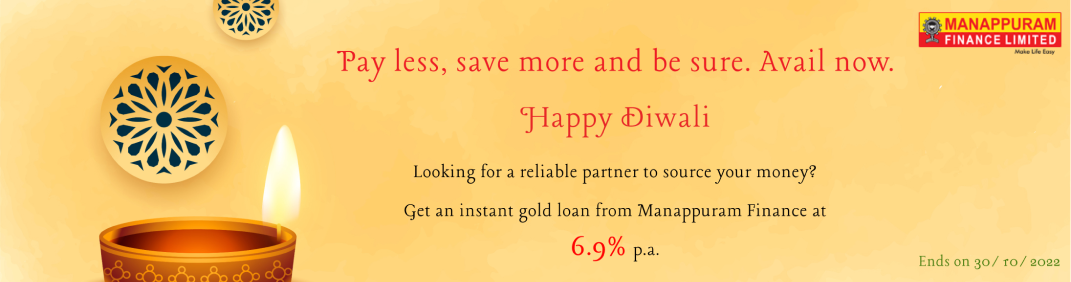 MANAPPURAM
FINANCE LIMITED
Make Life Easy
Pay less, save more and be sure. Avail now.
Happy Diwali
Looking for a reliable partner to source your money?
Get an instant gold loan from Manappuram Finance at
6.9% p.a.
Ends on 30/ 10/ 2022